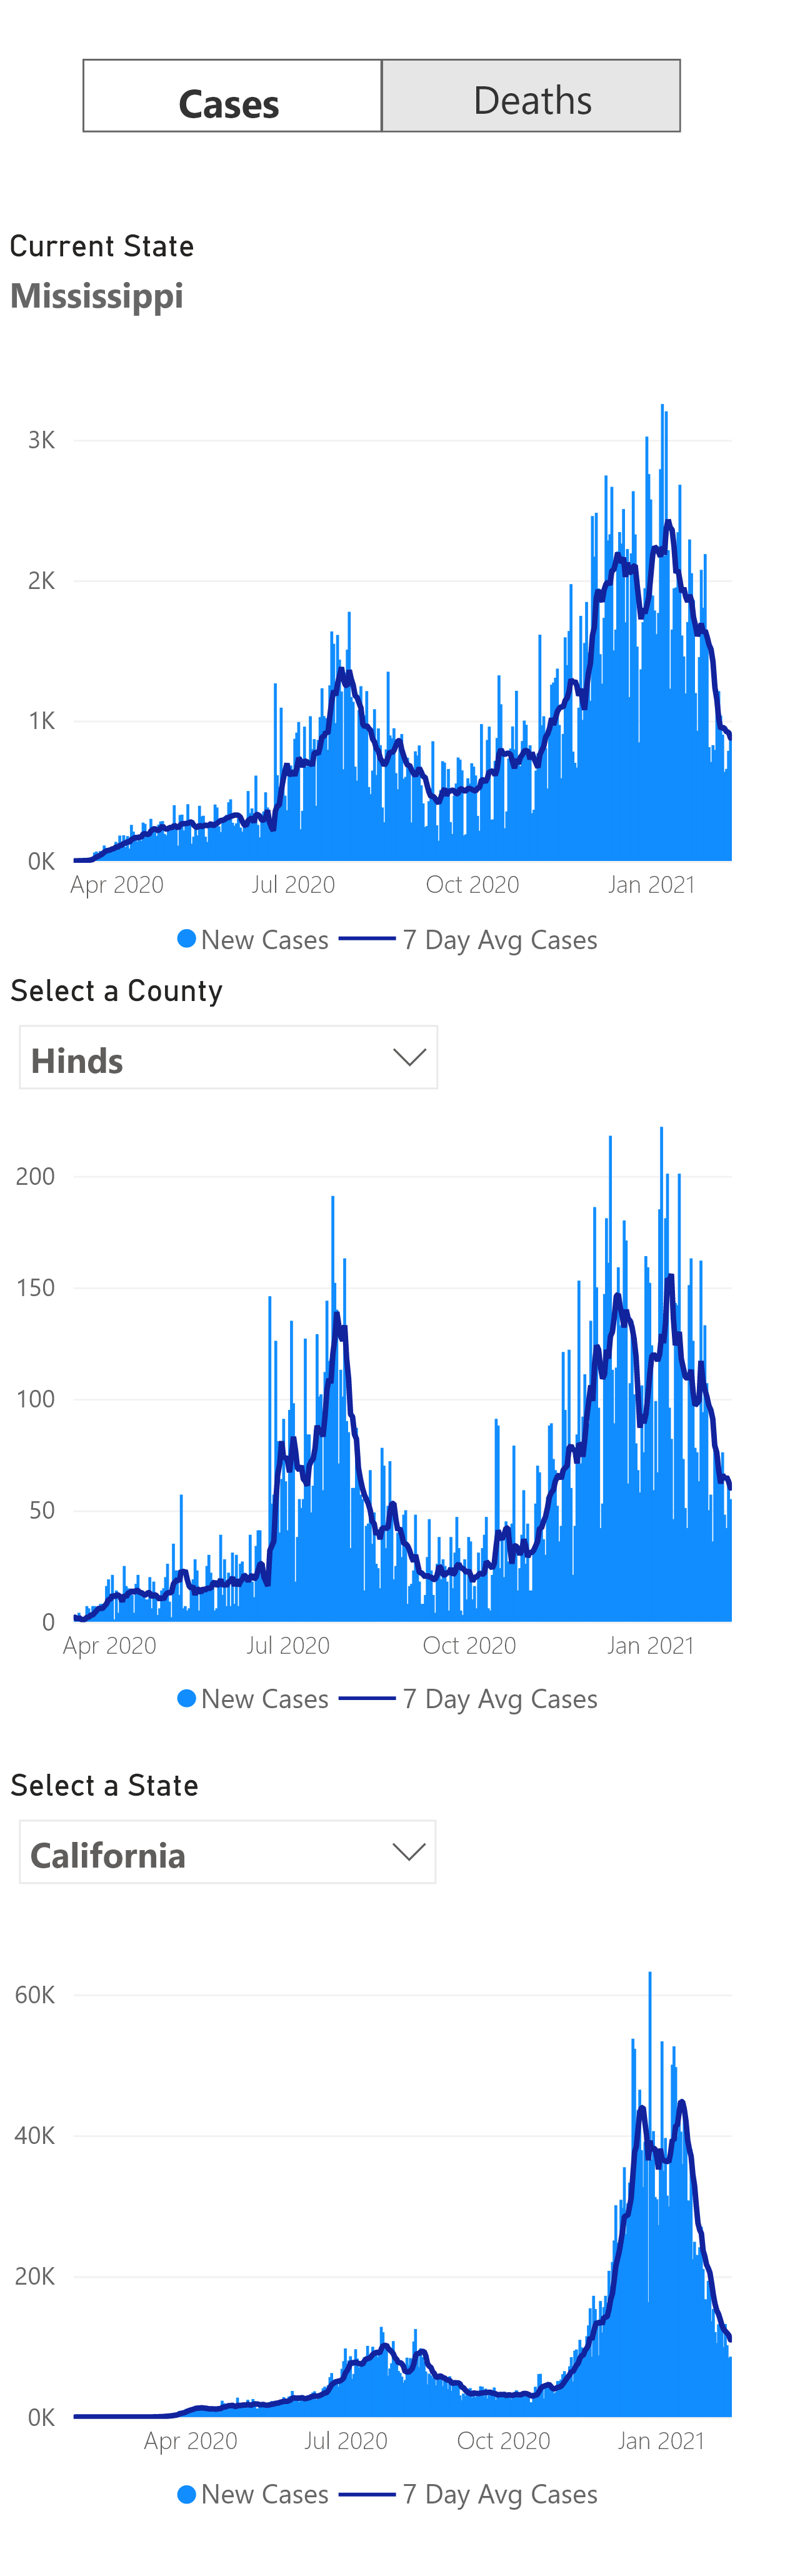 Cases Deaths
Current State
Mississippi
3K
2K
1K
0K
Apr 2020 Jul 2020 Oct 2020 Jan 2021
New Cases 7 Day Avg Cases
Select a County
Hinds
200
150
100
50
0
Apr 2020 Jul 2020 Oct 2020 Jan 2021
New Cases 7 Day Avg Cases
Select a State
California
60K
40K
20K
0K
Apr 2020 Jul 2020 Oct 2020 Jan 2021
New Cases 7 Day Avg Cases